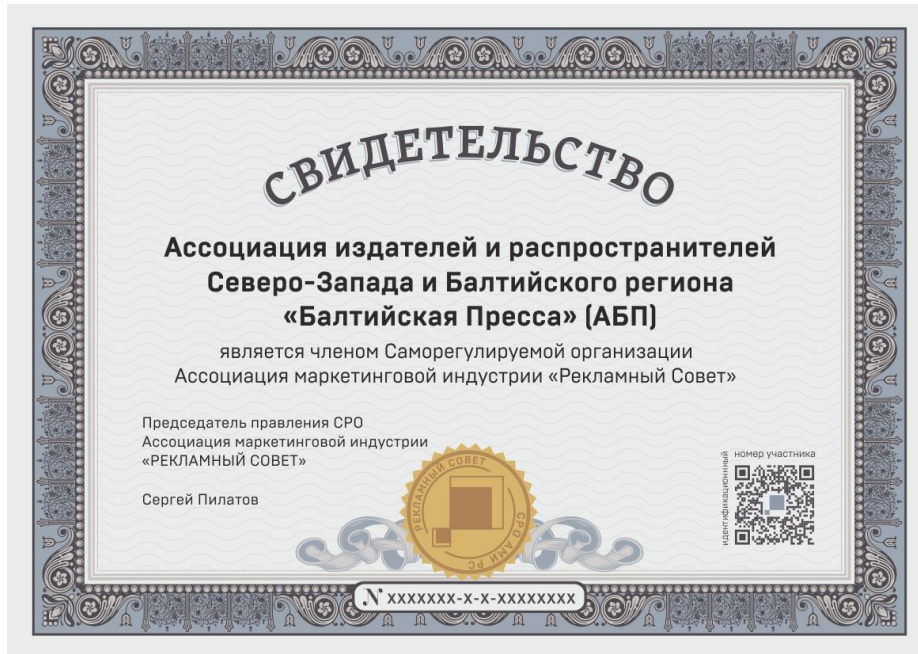 СВИДЕТЕЛЬСТВО
Ассоциация издателей и распространителей
Северо-Запада и Балтийского региона
«Балтийская Пресса» (АБП)
является членом Саморегулируемой организации
Ассоциация маркетинговой индустрии «Рекламный Совет»
Председатель правления СРО
Ассоциация маркетинговой индустрии
«РЕКЛАМНЫЙ СОВЕТ»
Сергей Пилатов
РЕКЛАМНЫЙ СОВЕТ
СРО АМИ РС
идентификационный
номер участника
N xxxxxxx-x-x-xxxxxxxx